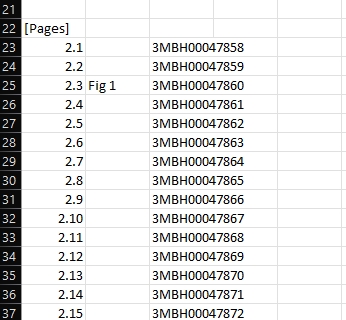 21
22 [Pages]
23 2.1 3MBH00047858
24 2.2 3MBH00047859
25 2.3 Fig 1 3MBH00047860
26 2.4 3MBH00047861
27 2.5 3MBH00047862
28 2.6 3MBH00047863
29 2.7 3MBH00047864
30 2.8 3MBH00047865
31 2.9 3MBH00047866
32 2.10 3MBH00047867
33 2.11 3MBH00047868
34 2.12 3MBH00047869
35 2.13 3MBH00047870
36 2.14 3MBH00047871
37 2.15 3MBH00047872